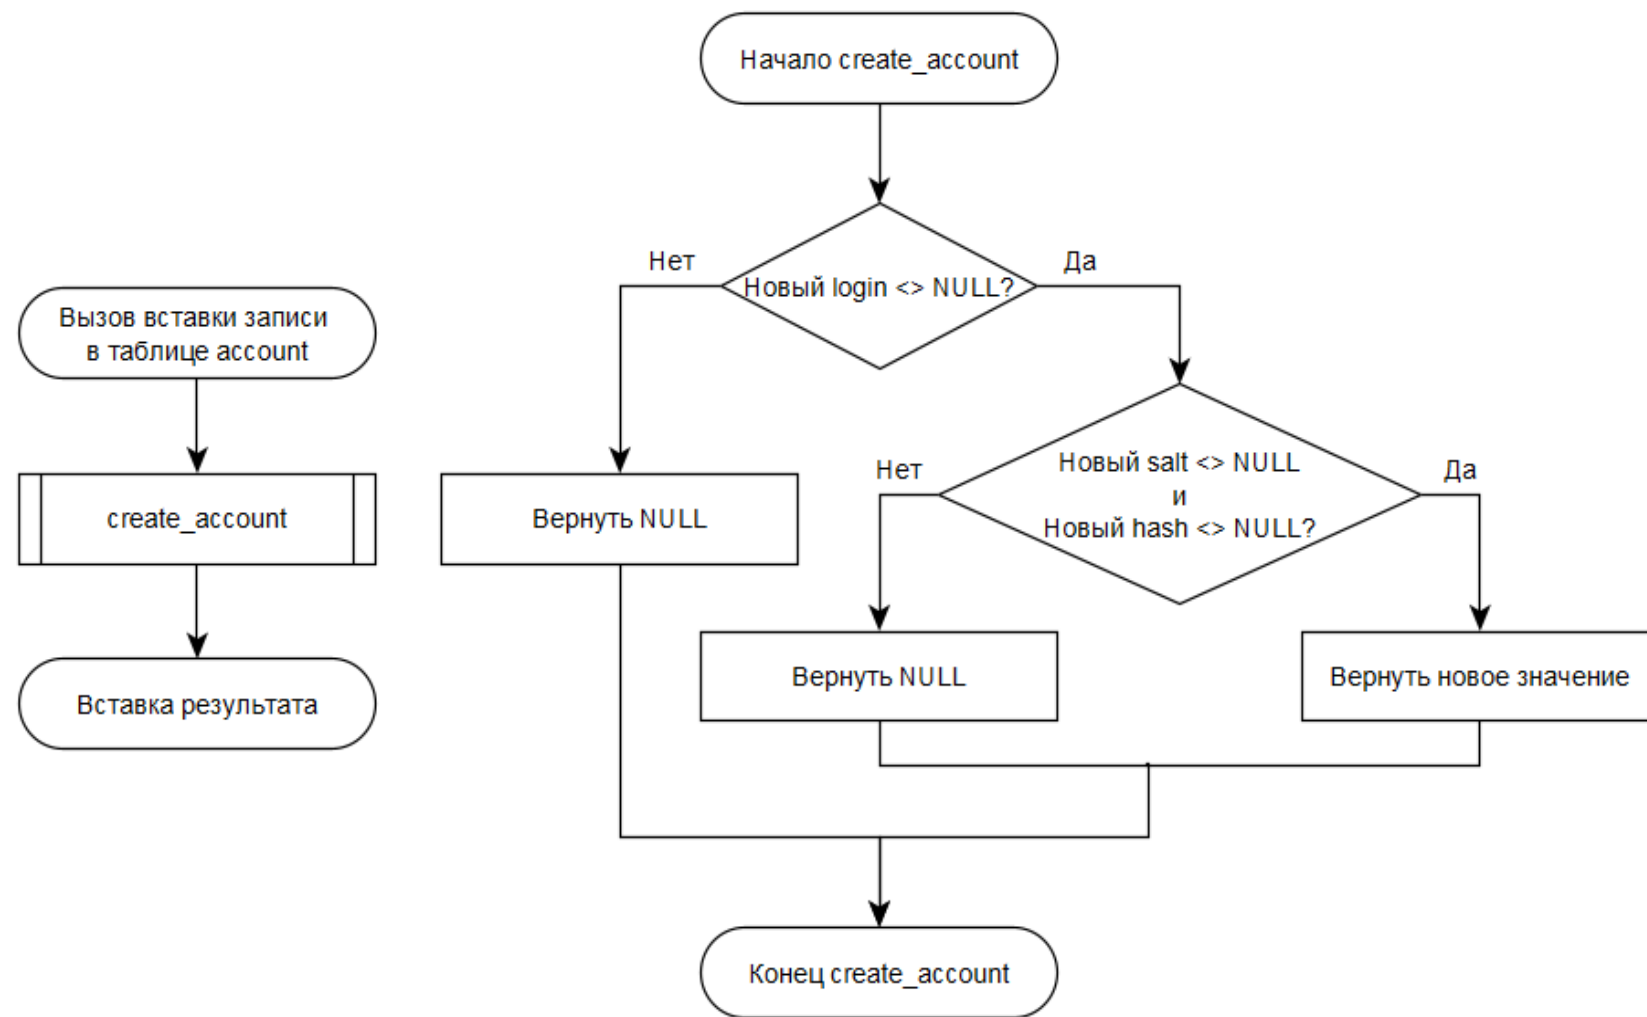 Вызов вставки записи
в таблице account
create_account
Вставка результата
Начало create_account
Новый login <> NULL?
Нет
Да
Вернуть NULL
Новый salt <> NULL
и
Новый hash <> NULL?
Нет
Да
Вернуть NULL
Вернуть новое значение
Конец create_account